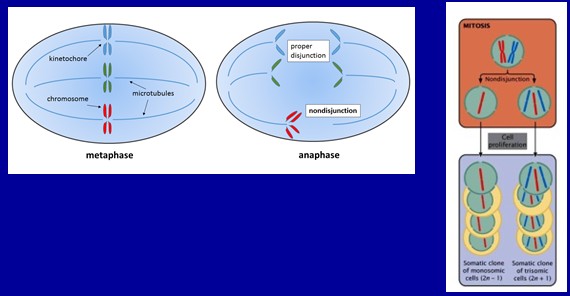 kinetochore
chromosome
microtubules
metaphase
proper
disjunction
nondisjunction
anaphase
MITOSIS
Nondisjunction
Cell
proliferation
Somatic clone
of monosomic
cells (2n – 1)
Somatic clone
of trisomic
cells (2n + 1)